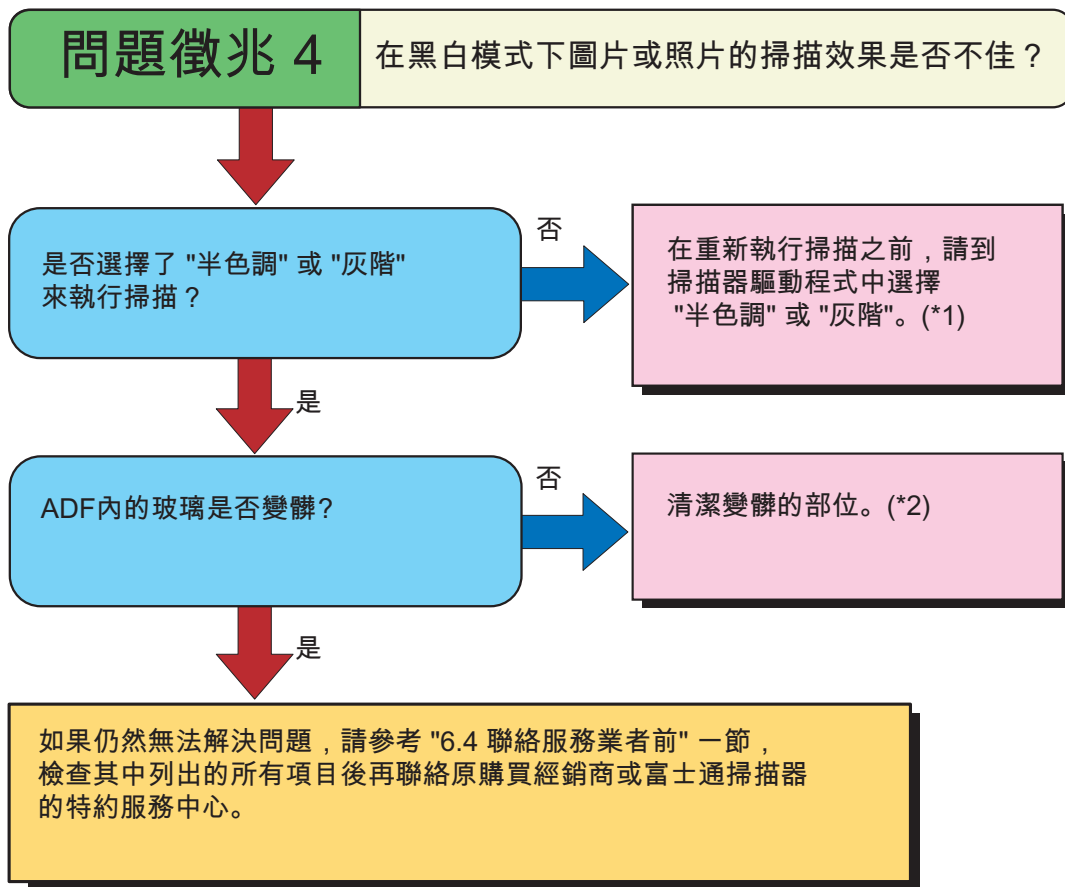 問題徵兆 4
在黑白模式下圖片或照片的掃描效果是否不佳？
是否選擇了 "半色調" 或 "灰階"
來執行掃描？
否
在重新執行掃描之前，請到
掃描器驅動程式中選擇
"半色調" 或 "灰階"。(*1)
是
ADF內的玻璃是否變髒？
否
清潔變髒的部位。(*2)
是
如果仍然無法解決問題，請參考 "6.4 聯絡服務業者前" 一節，
檢查其中列出的所有項目後再聯絡原購買經銷商或富士通掃描器
的特約服務中心。